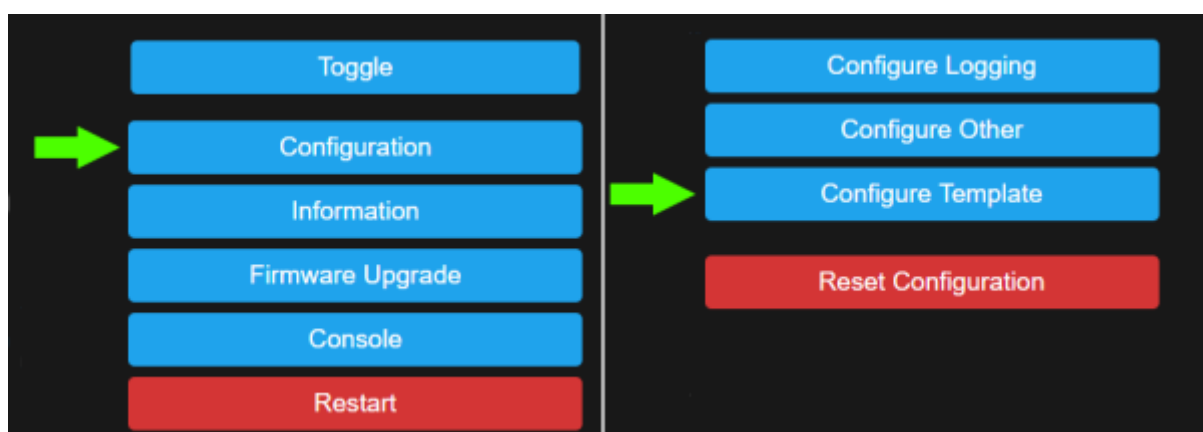 Toggle
Configuration
Information
Firmware Upgrade
Console
Restart
Configure Logging
Configure Other
Configure Template
Reset Configuration